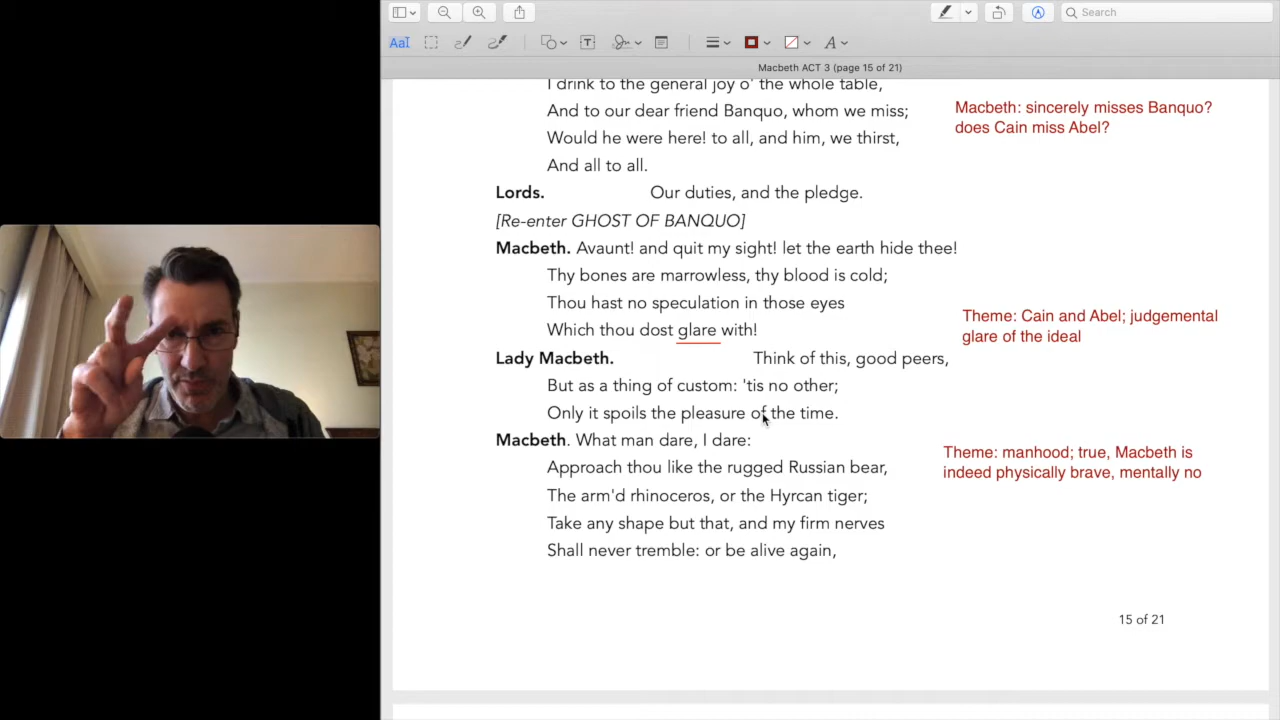 Search
AaI
T
A
Macbeth ACT 3 (page 15 of 21)
I drink to the general joy o' the whole table,
And to our dear friend Banquo, whom we miss;
Would he were here! to all, and him, we thirst,
And all to all.
Macbeth: sincerely misses Banquo?
does Cain miss Abel?
Lords. Our duties, and the pledge.
[Re-enter GHOST OF BANQUO]
Macbeth. Avaunt! and quit my sight! let the earth hide thee!
Thy bones are marrowless, thy blood is cold;
Thou hast no speculation in those eyes
Which thou dost glare with!
Theme: Cain and Abel; judgemental
glare of the ideal
Lady Macbeth. Think of this, good peers,
But as a thing of custom: 'tis no other;
Only it spoils the pleasure of the time.
Macbeth. What man dare, I dare:
Approach thou like the rugged Russian bear,
The arm'd rhinoceros, or the Hyrcan tiger;
Take any shape but that, and my firm nerves
Shall never tremble: or be alive again,
Theme: manhood; true, Macbeth is
indeed physically brave, mentally no
15 of 21